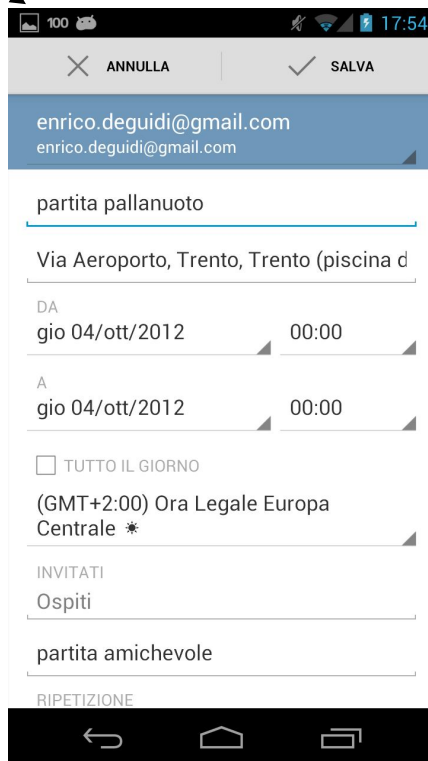 100 17:54
ANNULLA SALVA
enrico.deguidi@gmail.com
enrico.deguidi@gmail.com
partita pallanuoto
Via Aeroporto, Trento, Trento (piscina d
DA
gio 04/ott/2012 00:00
A
gio 04/ott/2012 00:00
TUTTO IL GIORNO
(GMT+2:00) Ora Legale Europa
Centrale ☀
INVITATI
Ospiti
partita amichevole
RIPETIZIONE